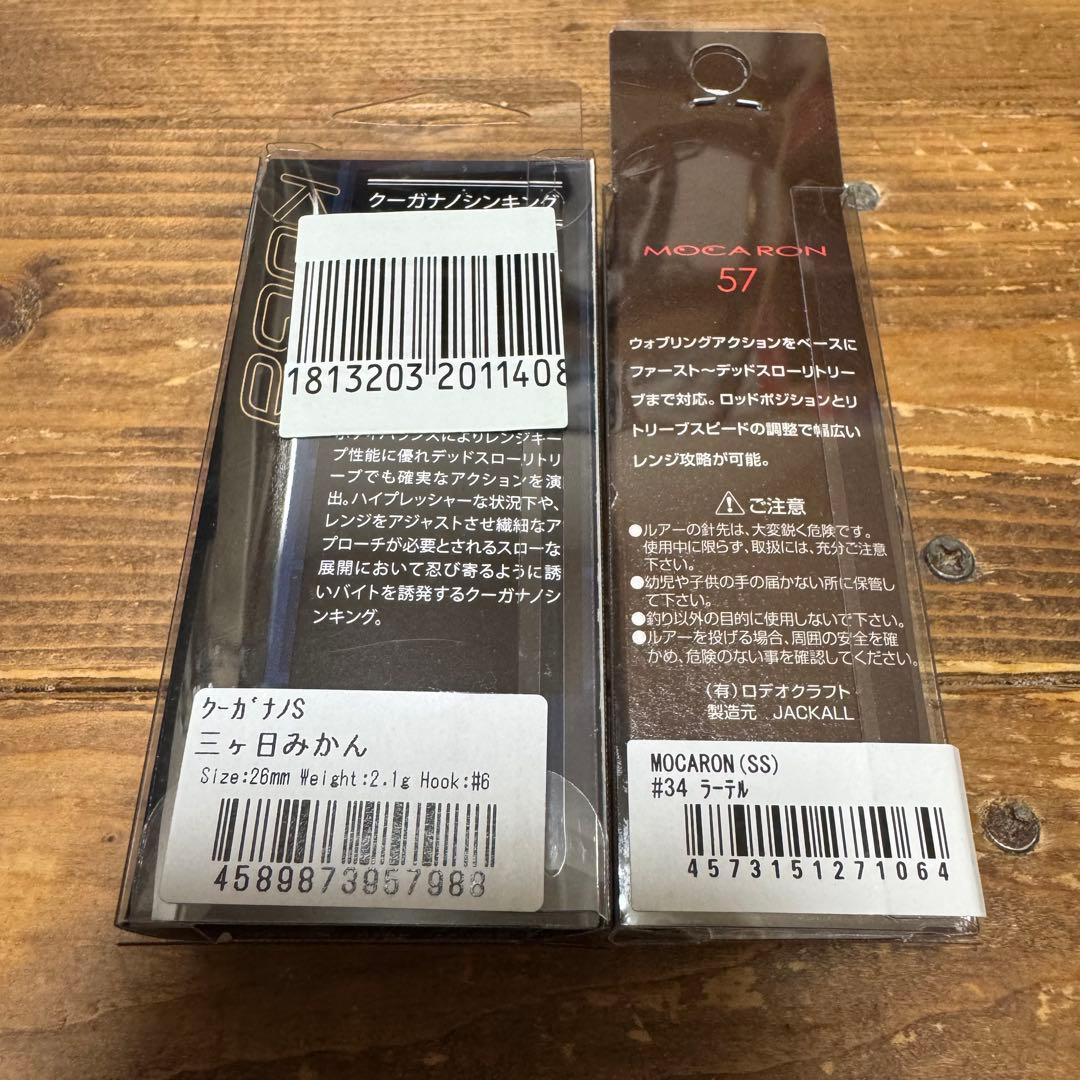 KOOGA
クーガナノシンキング
1813203 2011408
ボディバランスによりレンジキー
プ性能に優れデッドスローリトリ
ーブでも確実なアクションを演
出。ハイプレッシャーな状況下や、
レンジをアジャストさせ繊細なア
プローチが必要とされるスローな
展開において忍び寄るように誘
いバイトを誘発するクーガナノシ
ンキング。
ｸｰｶﾞﾅﾉS
三ヶ日みかん
Size:26mm Weight:2.1g Hook:#6
4589873957988
MOCARON
57
ウォブリングアクションをベースに
ファースト〜デッドスローリトリー
ブまで対応。ロッドポジションとリ
トリーブスピードの調整で幅広い
レンジ攻略が可能。
ご注意
●ルアーの針先は、大変鋭く危険です。
使用中に限らず、取扱には、充分ご注意
下さい。
●幼児や子供の手の届かない所に保管し
て下さい。
●釣り以外の目的に使用しないで下さい。
●ルアーを投げる場合、周囲の安全を確
かめ、危険のない事を確認してください。
（有）ロデオクラフト
製造元 JACKALL
MOCARON(SS)
#34 ﾗｰﾃﾙ
4573151271064